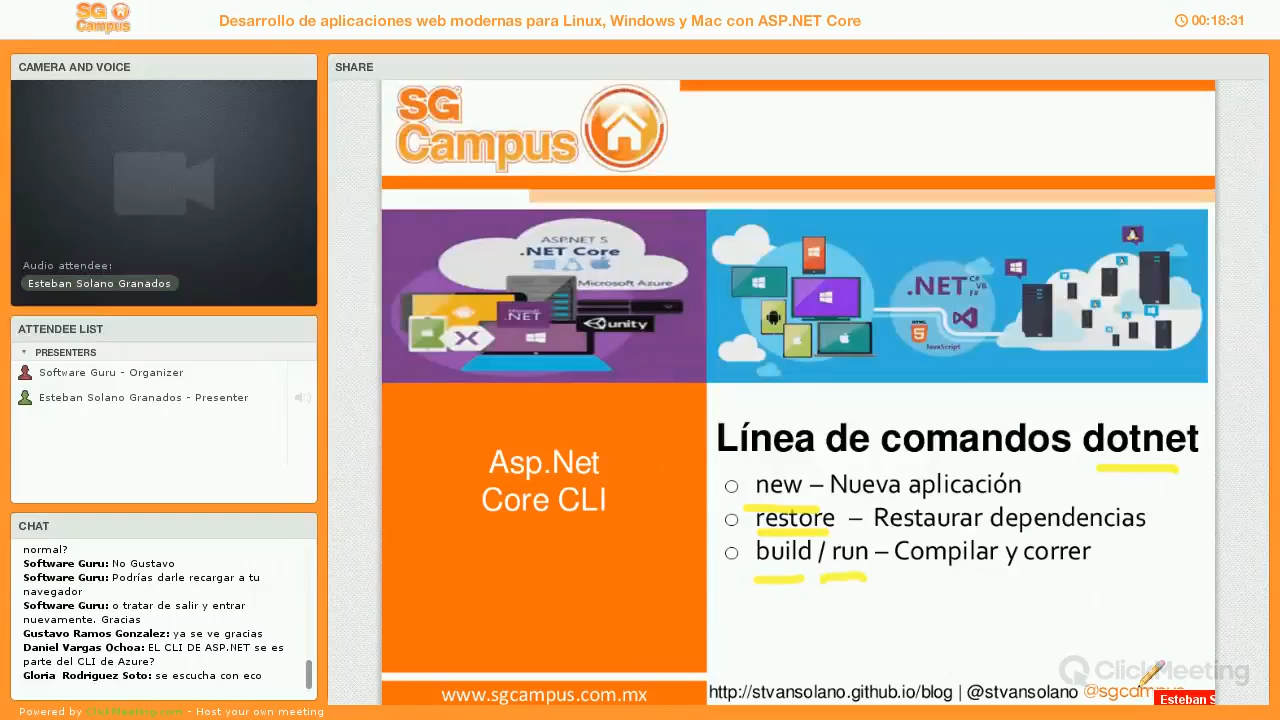 SG Campus
Desarrollo de aplicaciones web modernas para Linux, Windows y Mac con ASP.NET Core
00:18:31
CAMERA AND VOICE
Audio attendee:
Esteban Solano Granados
ATTENDEE LIST
PRESENTERS
Software Guru - Organizer
Esteban Solano Granados - Presenter
CHAT
normal?
Software Guru: No Gustavo
Software Guru: Podrías darle recargar a tu
navegador
Software Guru: o tratar de salir y entrar
nuevamente. Gracias
Gustavo Ramos Gonzalez: ya se ve gracias
Daniel Vargas Ochoa: EL CLI DE ASP.NET se es
parte del CLI de Azure?
Gloria Rodriguez Soto: se escucha con eco
SHARE
SG
Campus
ASP.NET 5
.NET Core
Microsoft Azure
Microsoft
.NET
unity
.NET
C#
VB
F#
HTML
JavaScript
Asp.Net
Core CLI
Línea de comandos dotnet
new – Nueva aplicación
restore – Restaurar dependencias
build / run – Compilar y correr
www.sgcampus.com.mx
http://stvansolano.github.io/blog | @stvansolano @sgcampus
ClickMeeting
Esteban S
Powered by ClickMeeting.com - Host your own meeting